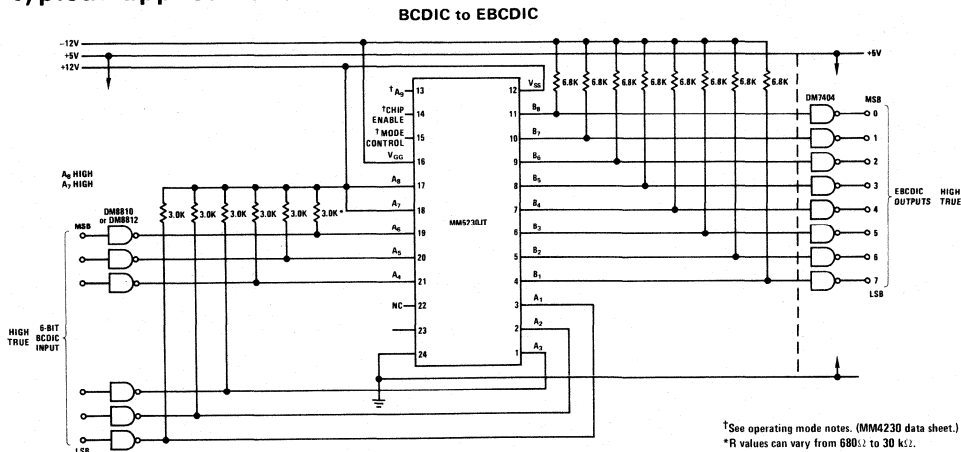 BCDIC to EBCDIC
–12V
+5V
+12V
+5V
†A9 13
†CHIP ENABLE 14
†MODE CONTROL 15
VGG 16
A8 17
A7 18
A6 19
A5 20
A4 21
NC 22
23
24
MM5230JT
12 VSS
11 B8
10 B7
9 B6
8 B5
7 B4
6 B3
5 B2
4 B1
3 A1
2 A2
1 A3
6.8K 6.8K 6.8K 6.8K 6.8K 6.8K 6.8K 6.8K
A8 HIGH
A7 HIGH
3.0K 3.0K 3.0K 3.0K 3.0K 3.0K*
DM8810
or DM8812
MSB
HIGH TRUE
6-BIT BCDIC INPUT
LSB
DM7404
MSB
0
1
2
3
4
5
6
7
LSB
EBCDIC OUTPUTS
HIGH TRUE
†See operating mode notes. (MM4230 data sheet.)
*R values can vary from 680Ω to 30 kΩ.